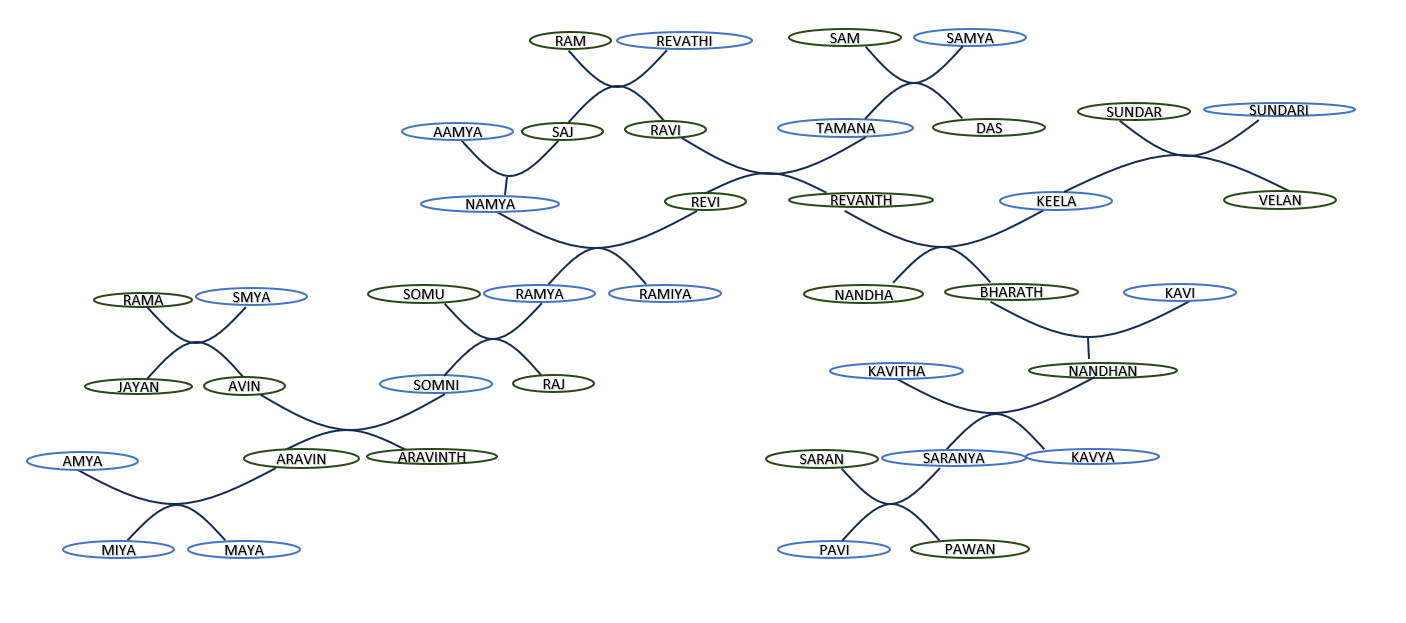 RAM
REVATHI
SAM
SAMYA
SUNDAR
SUNDARI
AAMYA
SAJ
RAVI
TAMANA
DAS
NAMYA
REVI
REVANTH
KEELA
VELAN
RAMA
SMYA
SOMU
RAMYA
RAMIYA
NANDHA
BHARATH
KAVI
JAYAN
AVIN
SOMNI
RAJ
KAVITHA
NANDHAN
AMYA
ARAVIN
ARAVINTH
SARAN
SARANYA
KAVYA
MIYA
MAYA
PAVI
PAWAN